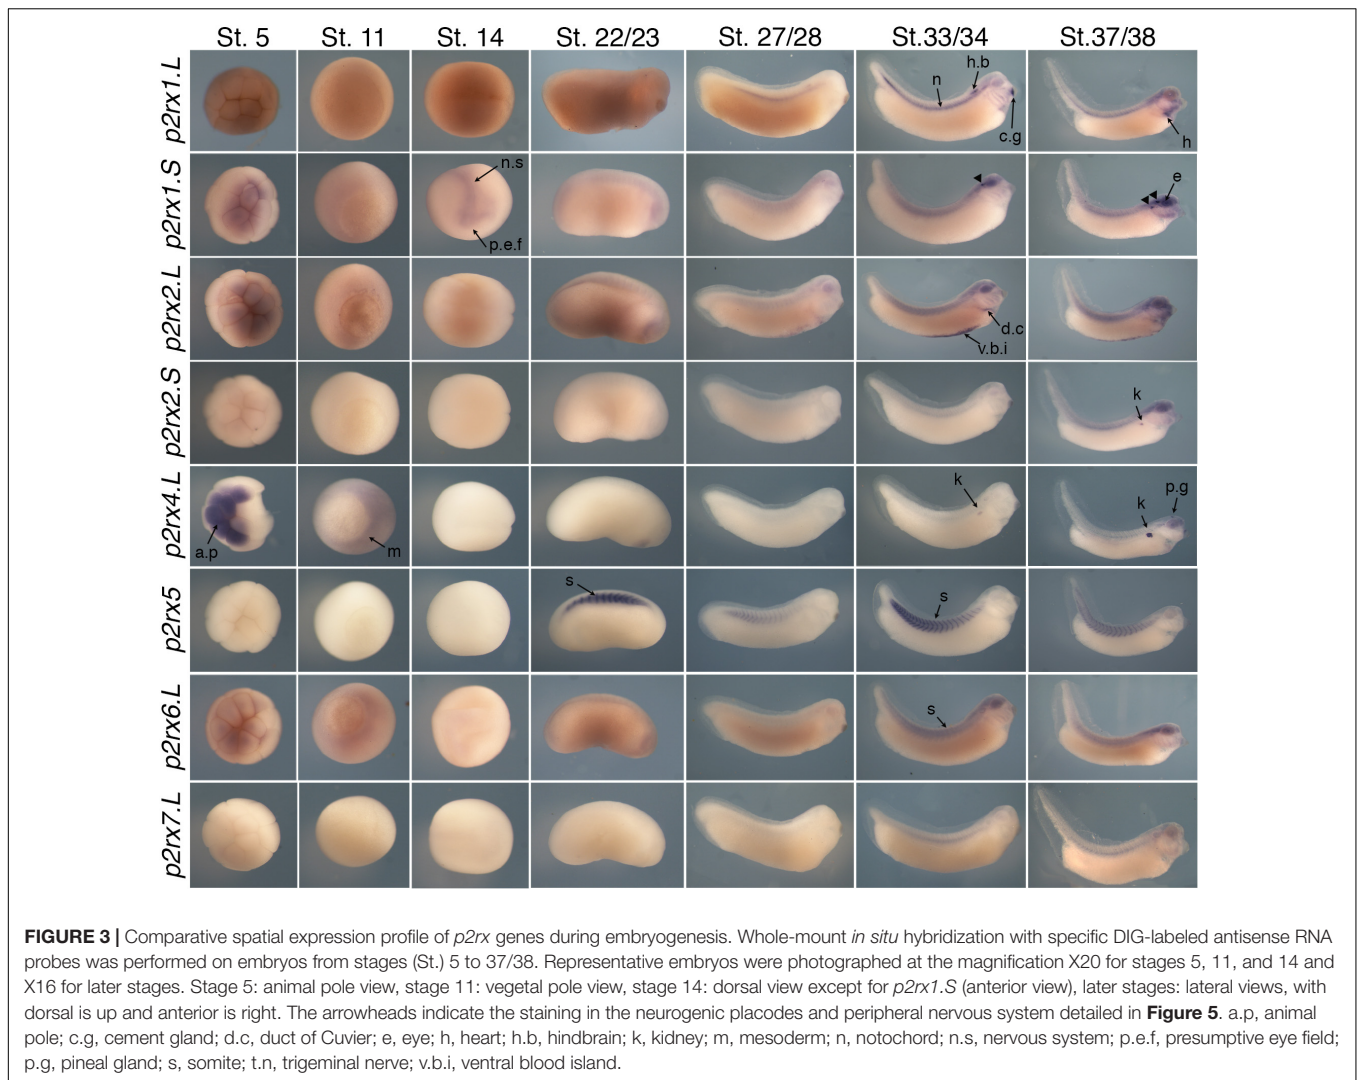 St. 5 St. 11 St. 14 St. 22/23 St. 27/28 St.33/34 St.37/38
p2rx1.L
n
h.b
c.g
h
p2rx1.S
n.s
p.e.f
e
p2rx2.L
d.c
v.b.i
p2rx2.S
k
p2rx4.L
a.p
m
k
k
p.g
p2rx5
s
s
p2rx6.L
s
p2rx7.L
FIGURE 3 | Comparative spatial expression profile of p2rx genes during embryogenesis. Whole-mount in situ hybridization with specific DIG-labeled antisense RNA
probes was performed on embryos from stages (St.) 5 to 37/38. Representative embryos were photographed at the magnification X20 for stages 5, 11, and 14 and
X16 for later stages. Stage 5: animal pole view, stage 11: vegetal pole view, stage 14: dorsal view except for p2rx1.S (anterior view), later stages: lateral views, with
dorsal is up and anterior is right. The arrowheads indicate the staining in the neurogenic placodes and peripheral nervous system detailed in Figure 5. a.p, animal
pole; c.g, cement gland; d.c, duct of Cuvier; e, eye; h, heart; h.b, hindbrain; k, kidney; m, mesoderm; n, notochord; n.s, nervous system; p.e.f, presumptive eye field;
p.g, pineal gland; s, somite; t.n, trigeminal nerve; v.b.i, ventral blood island.